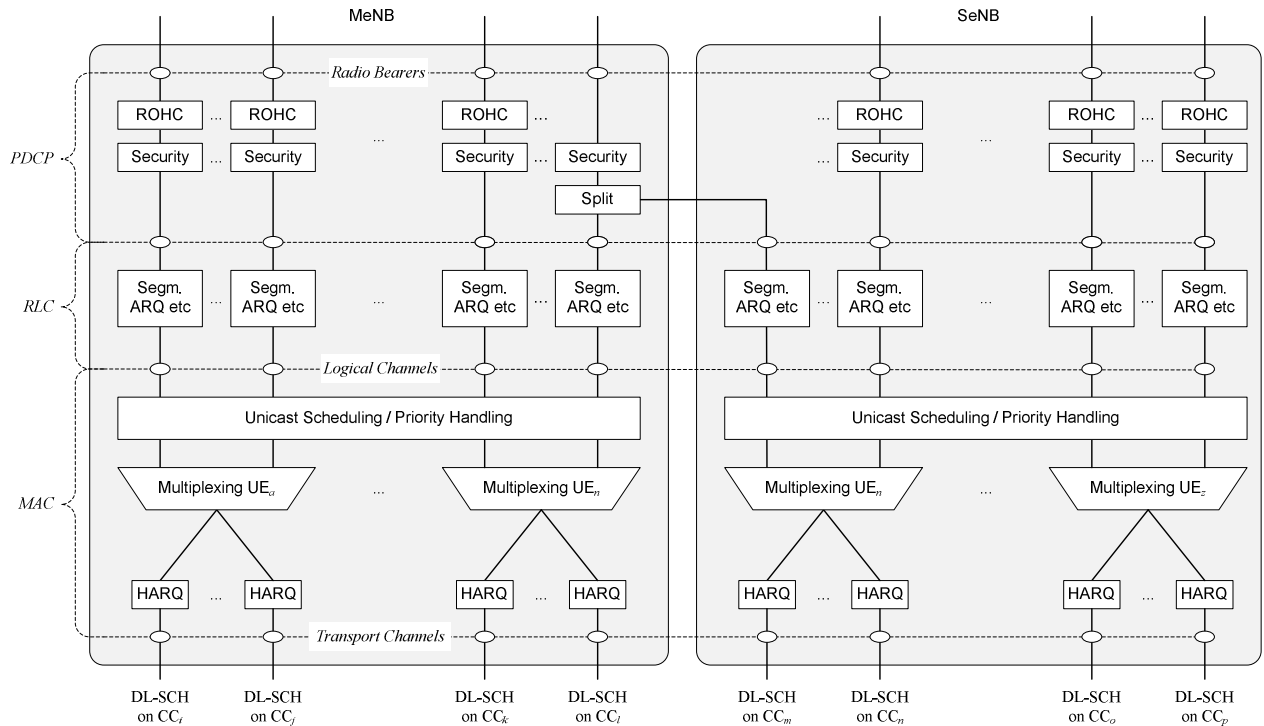 MeNB
SeNB
Radio Bearers
ROHC ... ROHC ... ROHC ... ... ROHC ... ROHC ... ROHC
PDCP
Security ... Security Security ... Security ... Security Security ... Security
Split
Segm. Segm. Segm. Segm. Segm. Segm. Segm. Segm.
RLC
ARQ etc ... ARQ etc ... ARQ etc ... ARQ etc ARQ etc ... ARQ etc ... ARQ etc ... ARQ etc
Logical Channels
Unicast Scheduling / Priority Handling
Unicast Scheduling / Priority Handling
MAC
Multiplexing UEa ... Multiplexing UEn
Multiplexing UEn ... Multiplexing UEz
HARQ ... HARQ HARQ ... HARQ HARQ ... HARQ HARQ ... HARQ
Transport Channels
DL-SCH DL-SCH DL-SCH DL-SCH DL-SCH DL-SCH DL-SCH DL-SCH
on CCi on CCj on CCk on CCl on CCm on CCn on CCo on CCp